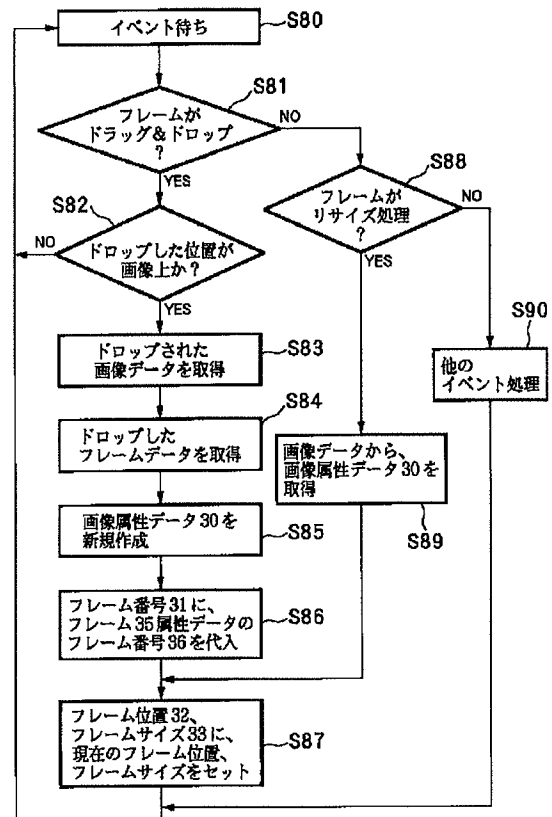 イベント待ち
S80
S81
フレームが
ドラッグ&ドロップ
?
NO
YES
S88
フレームが
リサイズ処理
?
NO
YES
S82
ドロップした位置が
画像上か?
NO
YES
S83
ドロップされた
画像データを取得
S84
ドロップした
フレームデータを取得
S90
他の
イベント処理
画像データから、
画像属性データ30を
取得
S89
画像属性データ30を
新規作成
S85
フレーム番号31に、
フレーム35属性データの
フレーム番号36を代入
S86
フレーム位置32、
フレームサイズ33に、
現在のフレーム位置、
フレームサイズをセット
S87